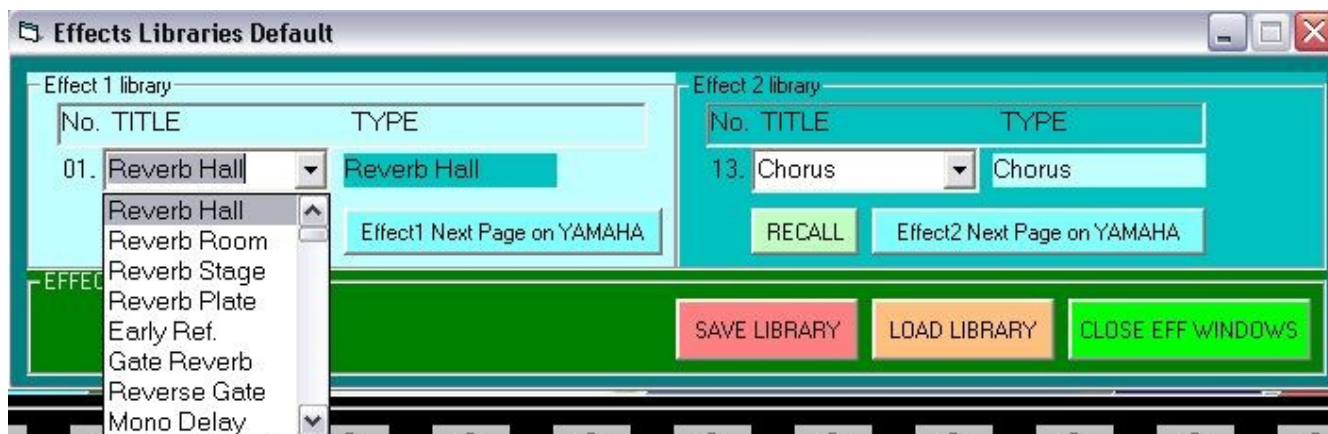 Effects Libraries Default
Effect 1 library
No. TITLE TYPE
01. Reverb Hall Reverb Hall
Reverb Hall
Reverb Room
Reverb Stage
Reverb Plate
Early Ref.
Gate Reverb
Reverse Gate
Mono Delay
Effect1 Next Page on YAMAHA
Effect 2 library
No. TITLE TYPE
13. Chorus Chorus
RECALL Effect2 Next Page on YAMAHA
EFFEC
SAVE LIBRARY LOAD LIBRARY CLOSE EFF WINDOWS